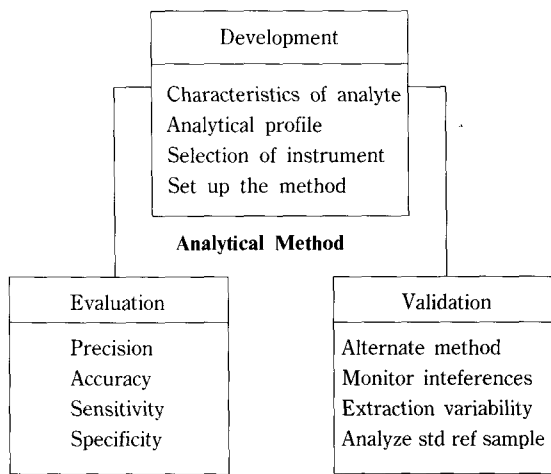 Development
Characteristics of analyte
Analytical profile
Selection of instrument
Set up the method
Analytical Method
Evaluation
Precision
Accuracy
Sensitivity
Specificity
Validation
Alternate method
Monitor inteferences
Extraction variability
Analyze std ref sample